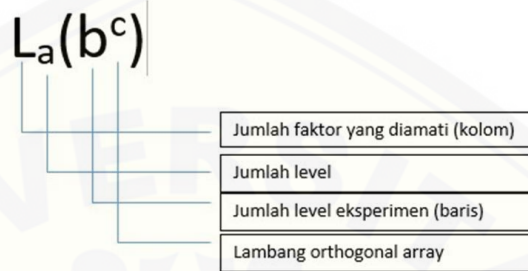 La(bᶜ)
Jumlah faktor yang diamati (kolom)
Jumlah level
Jumlah level eksperimen (baris)
Lambang orthogonal array